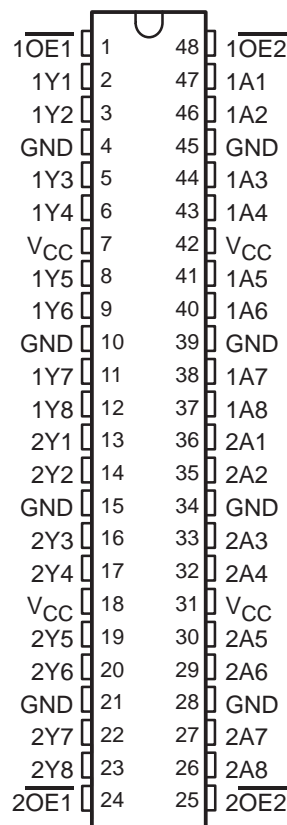 1OE1 1 48 1OE2
1Y1 2 47 1A1
1Y2 3 46 1A2
GND 4 45 GND
1Y3 5 44 1A3
1Y4 6 43 1A4
VCC 7 42 VCC
1Y5 8 41 1A5
1Y6 9 40 1A6
GND 10 39 GND
1Y7 11 38 1A7
1Y8 12 37 1A8
2Y1 13 36 2A1
2Y2 14 35 2A2
GND 15 34 GND
2Y3 16 33 2A3
2Y4 17 32 2A4
VCC 18 31 VCC
2Y5 19 30 2A5
2Y6 20 29 2A6
GND 21 28 GND
2Y7 22 27 2A7
2Y8 23 26 2A8
2OE1 24 25 2OE2